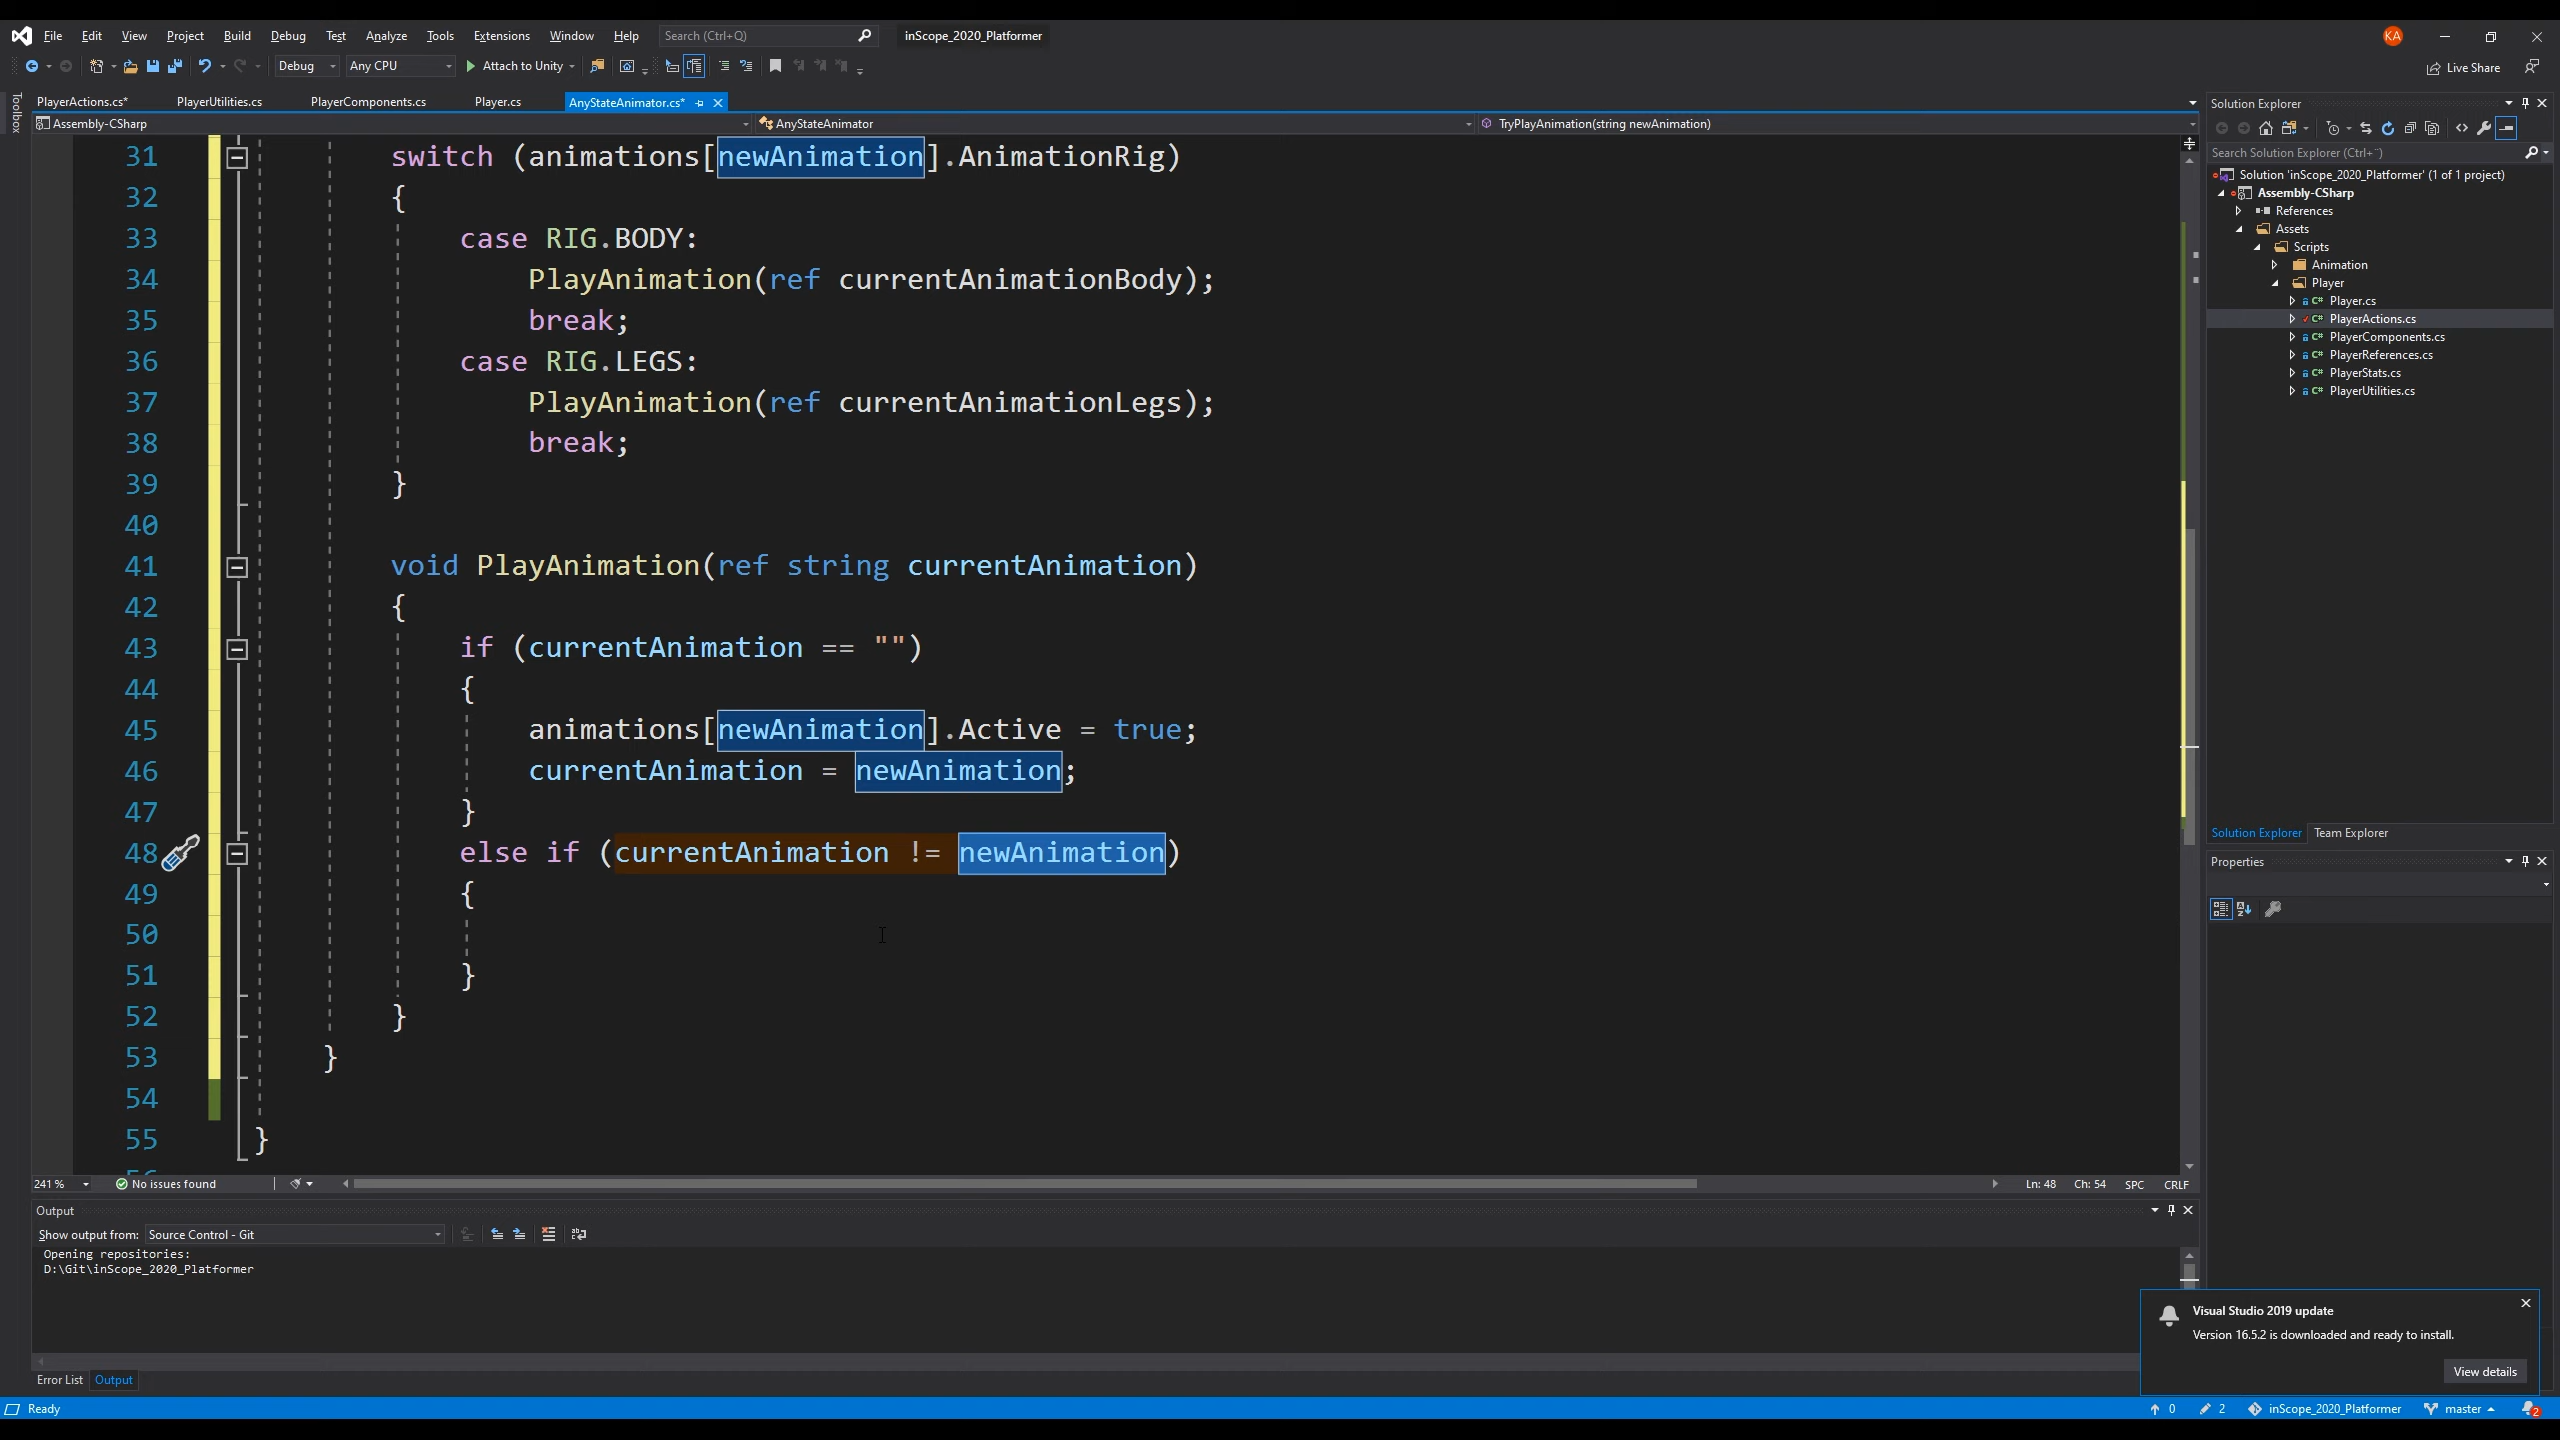 File Edit View Project Build Debug Test Analyze Tools Extensions Window Help Search (Ctrl+Q) inScope_2020_Platformer KA
Debug Any CPU Attach to Unity Live Share
Toolbox
PlayerActions.cs* PlayerUtilities.cs PlayerComponents.cs Player.cs AnyStateAnimator.cs*
Assembly-CSharp AnyStateAnimator TryPlayAnimation(string newAnimation)
31 switch (animations[newAnimation].AnimationRig)
32 {
33 case RIG.BODY:
34 PlayAnimation(ref currentAnimationBody);
35 break;
36 case RIG.LEGS:
37 PlayAnimation(ref currentAnimationLegs);
38 break;
39 }
40
41 void PlayAnimation(ref string currentAnimation)
42 {
43 if (currentAnimation == "")
44 {
45 animations[newAnimation].Active = true;
46 currentAnimation = newAnimation;
47 }
48 else if (currentAnimation != newAnimation)
49 {
50
51 }
52 }
53 }
54
55 }
241 % No issues found Ln: 48 Ch: 54 SPC CRLF
Output
Show output from: Source Control - Git
Opening repositories:
D:\Git\inScope_2020_Platformer
Error List Output
Solution Explorer
Search Solution Explorer (Ctrl+¨)
Solution 'inScope_2020_Platformer' (1 of 1 project)
Assembly-CSharp
References
Assets
Scripts
Animation
Player
C# Player.cs
C# PlayerActions.cs
C# PlayerComponents.cs
C# PlayerReferences.cs
C# PlayerStats.cs
C# PlayerUtilities.cs
Solution Explorer Team Explorer
Properties
Visual Studio 2019 update
Version 16.5.2 is downloaded and ready to install.
View details
Ready 0 2 inScope_2020_Platformer master 2